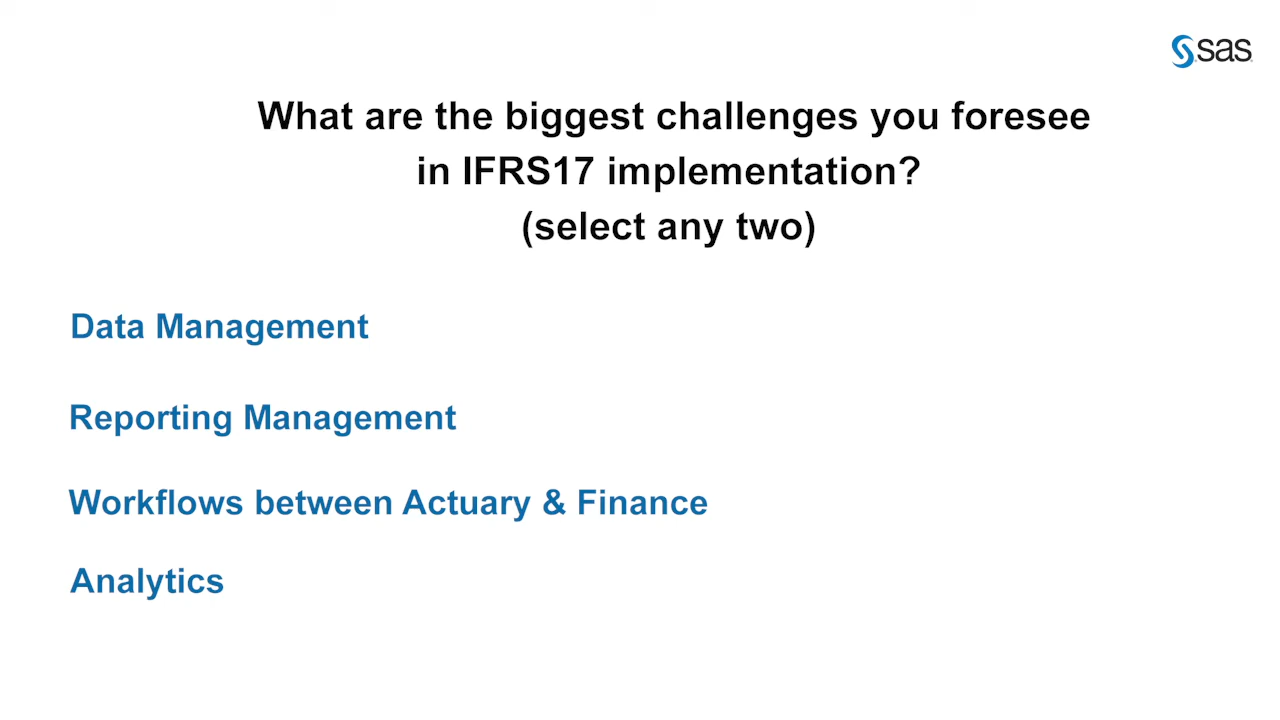 sas
What are the biggest challenges you foresee
in IFRS17 implementation?
(select any two)
Data Management
Reporting Management
Workflows between Actuary & Finance
Analytics